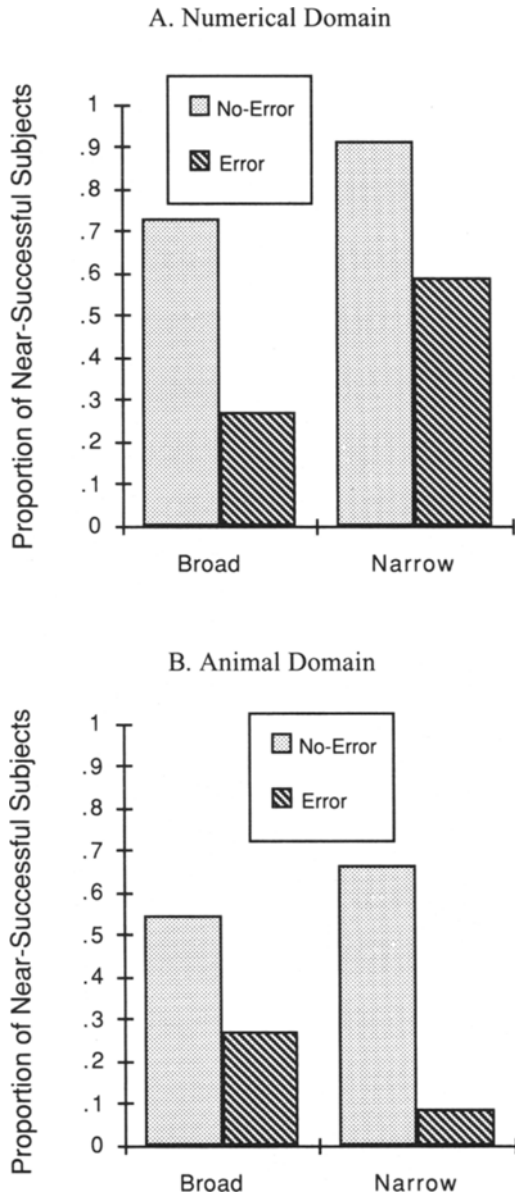 A. Numerical Domain
Proportion of Near-Successful Subjects
1
.9
.8
.7
.6
.5
.4
.3
.2
.1
0
No-Error
Error
Broad
Narrow
B. Animal Domain
Proportion of Near-Successful Subjects
1
.9
.8
.7
.6
.5
.4
.3
.2
.1
0
No-Error
Error
Broad
Narrow